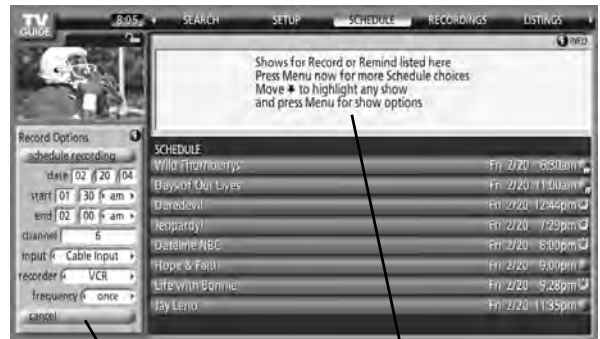 TV GUIDE
8:05
SEARCH SETUP SCHEDULE RECORDINGS LISTINGS
INFO
Shows for Record or Remind listed here
Press Menu now for more Schedule choices
Move to highlight any show
and press Menu for show options
Record Options
schedule recording
date 02 /20 /04
start 01 30 am
end 02 00 am
channel 6
input Cable Input
recorder VCR
frequency once
cancel
SCHEDULE
Wild Thornberrys Fri 2/20 6:30am
Days of Our Lives Fri 2/20 11:00am
Daredevil Fri 2/20 12:44pm
Jeopardy! Fri 2/20 7:29pm
Dateline NBC Fri 2/20 8:00pm
Hope & Faith Fri 2/20 9:00pm
Life with Bonnie Fri 2/20 9:28pm
Jay Leno Fri 2/20 11:35pm